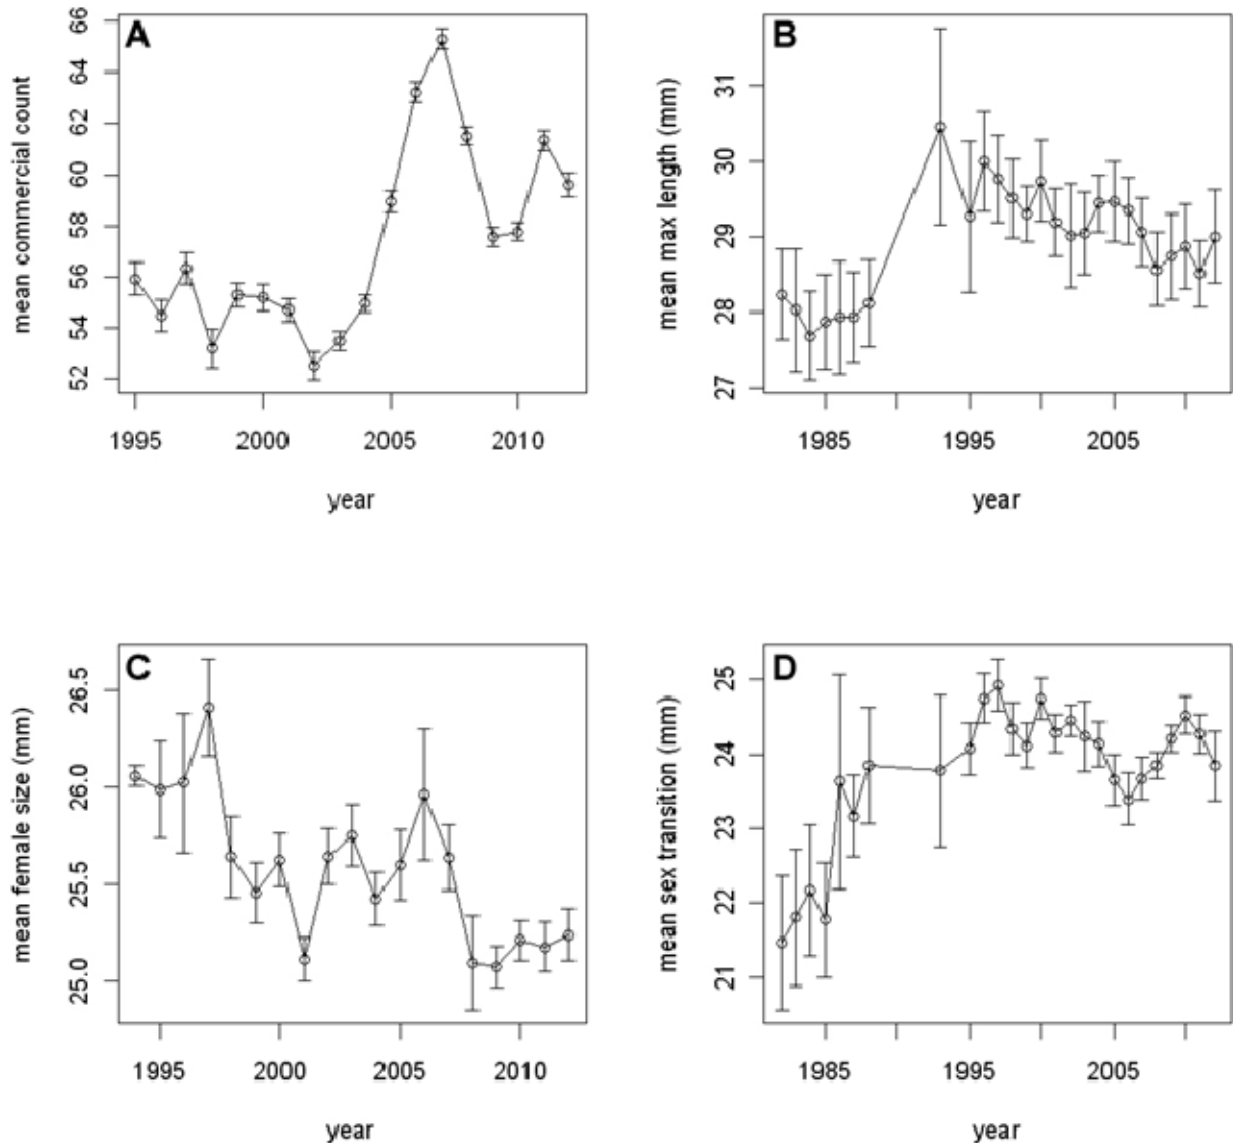 A
mean commercial count
66
64
62
60
58
56
54
52
1995 2000 2005 2010
year
B
mean max length (mm)
31
30
29
28
27
1985 1995 2005
year
C
mean female size (mm)
26.5
26.0
25.5
25.0
1995 2000 2005 2010
year
D
mean sex transition (mm)
25
24
23
22
21
1985 1995 2005
year